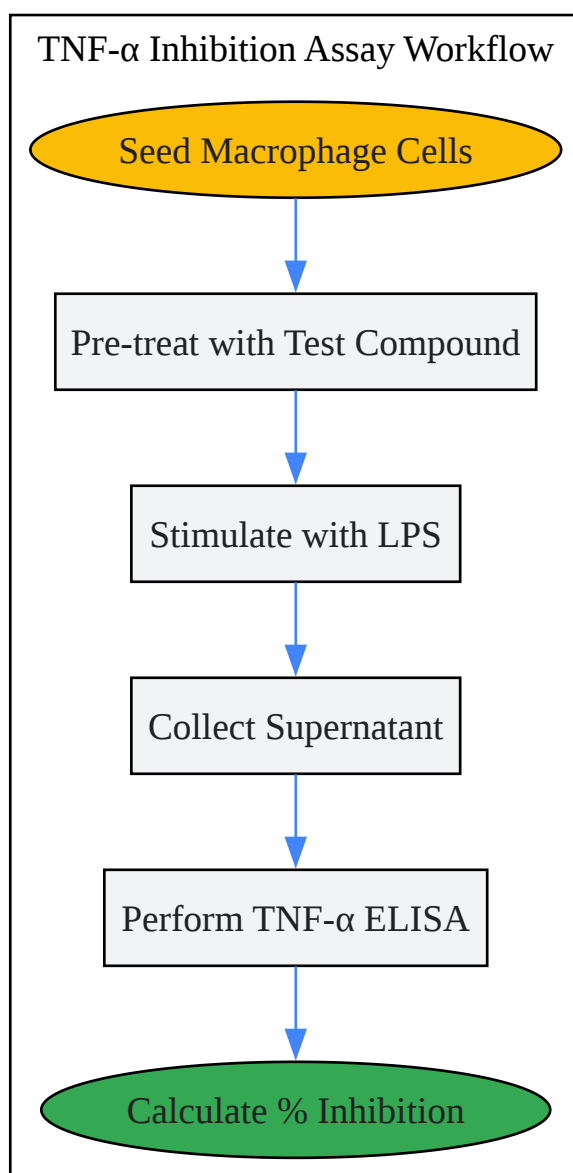 TNF-α Inhibition Assay Workflow
Seed Macrophage Cells
Pre-treat with Test Compound
Stimulate with LPS
Collect Supernatant
Perform TNF-α ELISA
Calculate % Inhibition